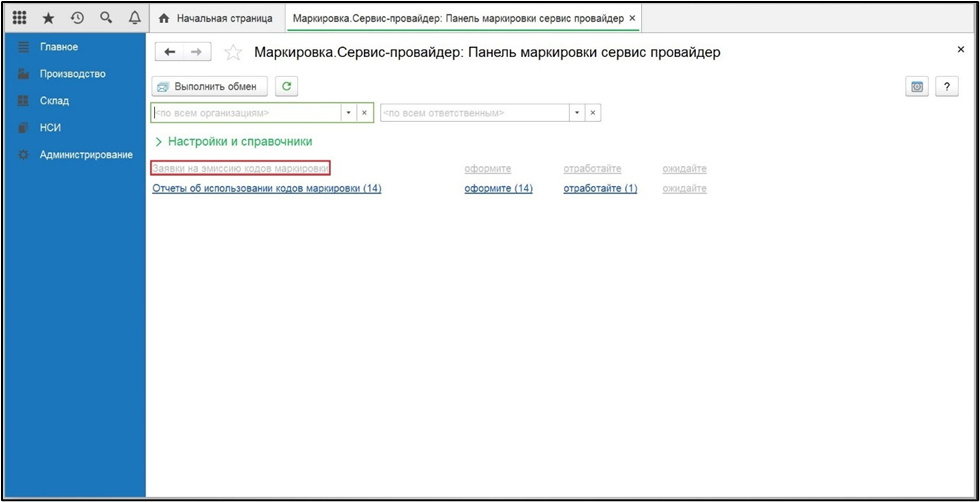 Начальная страница
Маркировка.Сервис-провайдер: Панель маркировки сервис провайдер ×
Главное
Производство
Склад
НСИ
Администрирование
Маркировка.Сервис-провайдер: Панель маркировки сервис провайдер ×
Выполнить обмен ?
<по всем организациям> × <по всем ответственным> ×
Настройки и справочники
Заявки на эмиссию кодов маркировки оформите отработайте ожидайте
Отчеты об использовании кодов маркировки (14) оформите (14) отработайте (1) ожидайте